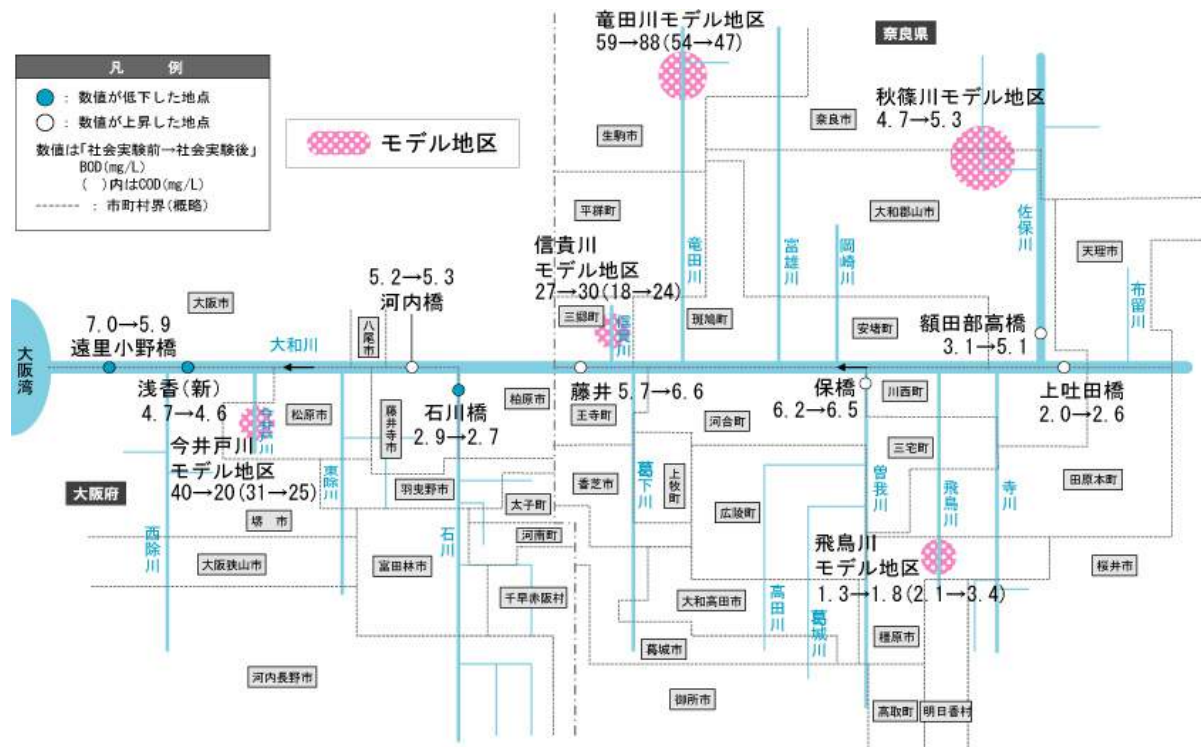 凡　例
：数値が低下した地点
：数値が上昇した地点
数値は「社会実験前→社会実験後」
BOD(mg/L)
(　)内はCOD(mg/L)
：市町村界(概略)
モデル地区
竜田川モデル地区
59→88(54→47)
奈良県
秋篠川モデル地区
4.7→5.3
生駒市
奈良市
平群町
大和郡山市
佐保川
天理市
布留川
竜田川
富雄川
岡崎川
信貴川
モデル地区
27→30(18→24)
三郷町
信貴川
斑鳩町
安堵町
額田部高橋
3.1→5.1
5.2→5.3
河内橋
大阪市
八尾市
7.0→5.9
遠里小野橋
大和川
大阪湾
浅香(新)
4.7→4.6
今井戸川
松原市
藤井寺市
柏原市
石川橋
2.9→2.7
藤井 5.7→6.6
王寺町
河合町
保橋
6.2→6.5
川西町
上吐田橋
2.0→2.6
三宅町
今井戸川
モデル地区
40→20(31→25)
東除川
大阪府
羽曳野市
太子町
香芝市
葛下川
上牧町
広陵町
曽我川
飛鳥川
寺川
田原本町
堺　市
西除川
大阪狭山市
富田林市
石川
河南町
千早赤阪村
飛鳥川
モデル地区
1.3→1.8(2.1→3.4)
桜井市
大和高田市
高田川
葛城川
橿原市
葛城市
河内長野市
御所市
高取町
明日香村